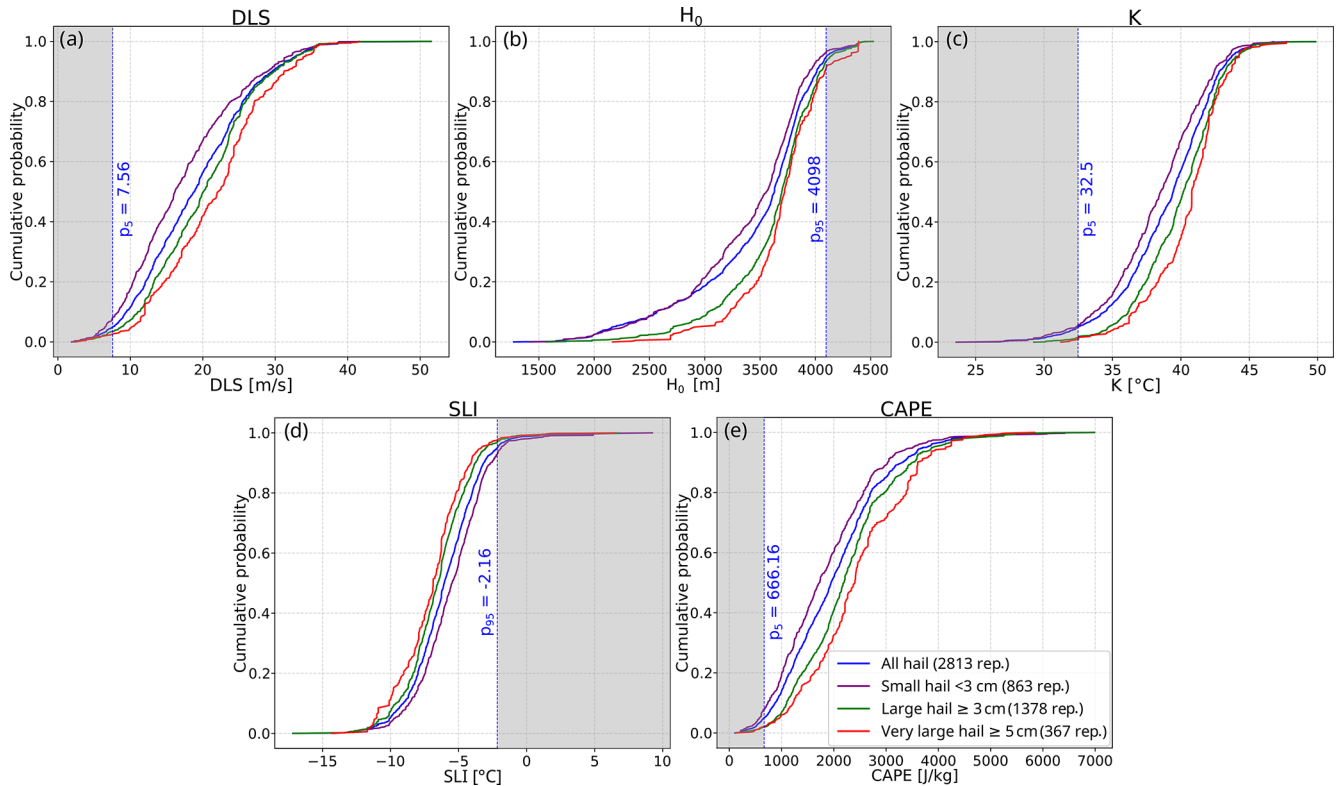 DLS
(a)
1.0
0.8
0.6
0.4
0.2
0.0
Cumulative probability
p₅ = 7.56
0 10 20 30 40 50
DLS [m/s]
H₀
(b)
1.0
0.8
0.6
0.4
0.2
0.0
Cumulative probability
p₉₅ = 4098
1500 2000 2500 3000 3500 4000 4500
H₀ [m]
K
(c)
1.0
0.8
0.6
0.4
0.2
0.0
Cumulative probability
p₅ = 32.5
25 30 35 40 45 50
K [°C]
SLI
(d)
1.0
0.8
0.6
0.4
0.2
0.0
Cumulative probability
p₉₅ = -2.16
−15 −10 −5 0 5 10
SLI [°C]
CAPE
(e)
1.0
0.8
0.6
0.4
0.2
0.0
Cumulative probability
p₅ = 666.16
All hail (2813 rep.)
Small hail <3 cm (863 rep.)
Large hail ≥ 3 cm (1378 rep.)
Very large hail ≥ 5 cm (367 rep.)
0 1000 2000 3000 4000 5000 6000 7000
CAPE [J/kg]